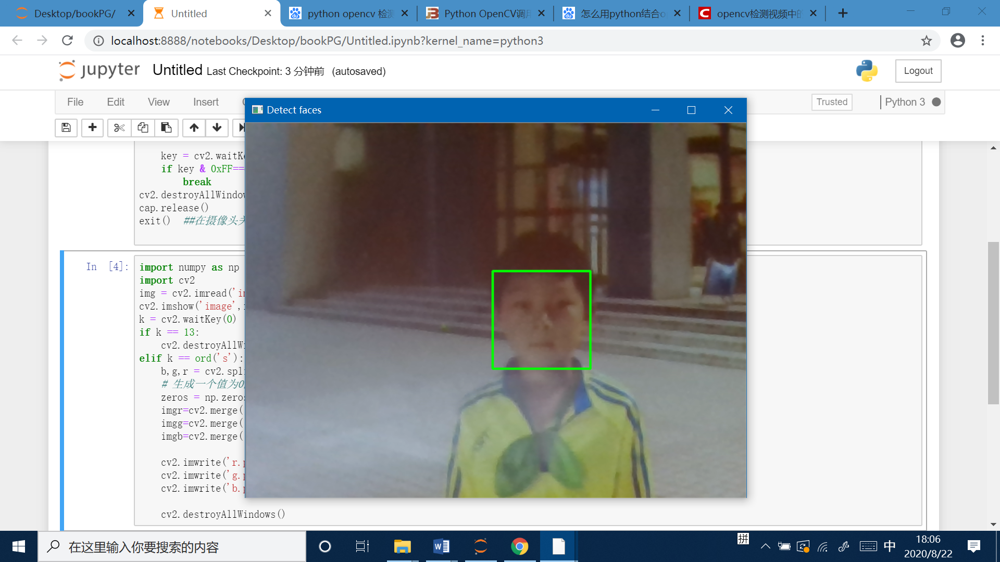 Desktop/bookPG/
Untitled
python opencv 检测
Python OpenCV调用
怎么用python结合o
opencv检测视频中的
localhost:8888/notebooks/Desktop/bookPG/Untitled.ipynb?kernel_name=python3
jupyter Untitled Last Checkpoint: 3 分钟前 (autosaved)
Logout
File Edit View Insert
Trusted
Python 3
Detect faces
key = cv2.waitKe
if key & 0xFF==
break
cv2.destroyAllWindow
cap.release()
exit() ##在摄像头关
In [4]:
import numpy as np
import cv2
img = cv2.imread('i
cv2.imshow('image',
k = cv2.waitKey(0)
if k == 13:
cv2.destroyAllWi
elif k == ord('s'):
b,g,r = cv2.spl
# 生成一个值为0
zeros = np.zeros
imgr=cv2.merge(
imgg=cv2.merge(
imgb=cv2.merge(
cv2.imwrite('r.p
cv2.imwrite('g.p
cv2.imwrite('b.p
cv2.destroyAllWindows()
在这里输入你要搜索的内容
拼
中
18:06
2020/8/22